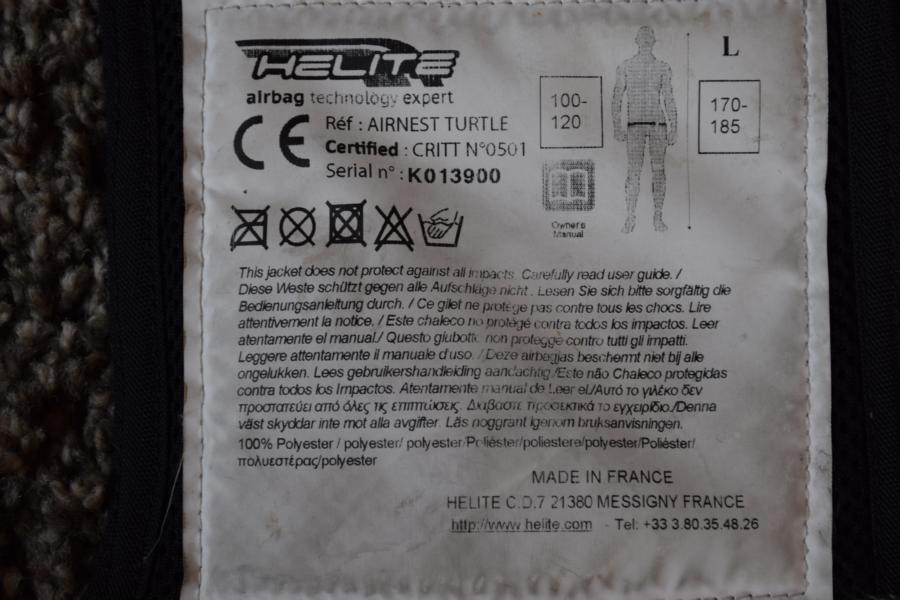 HELITE
airbag technology expert
CE
Réf : AIRNEST TURTLE
Certified : CRITT N°0501
Serial n° : K013900
100-
120
L
170-
185
Owner's
Manual
This jacket does not protect against all impacts. Carefully read user guide. /
Diese Weste schützt gegen alle Aufschläge nicht . Lesen Sie sich bitte sorgfältig die
Bedienungsanleitung durch. / Ce gilet ne protège pas contre tous les chocs. Lire
attentivement la notice. / Este chaleco no protégé contra todos los impactos. Leer
atentamente el manual./ Questo giubotto non protegge contro tutti gli impatti.
Leggere attentamente il manuale d'uso. / Deze airbagjas beschermt niet bij alle
ongelukken. Lees gebruikershandleiding aandachtig./Este não Chaleco protegidas
contra todos los Impactos. Atentamente manual de Leer el/Αυτό το γιλέκο δεν
προστατεύει από όλες τις επιπτώσεις. Διαβάστε προσεκτικά το εγχειρίδιο./Denna
väst skyddar inte mot alla avgifter. Läs noggrant igenom bruksanvisningen.
100% Polyester / polyester/ polyester/Poliéster/poliestere/polyester/Poliéster/
πολυεστέρας/polyester
MADE IN FRANCE
HELITE C.D.7 21380 MESSIGNY FRANCE
http://www.helite.com - Tel: +33 3.80.35.48.26